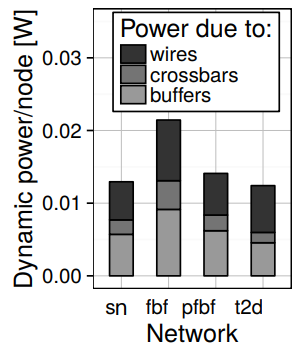 Power due to:
wires
crossbars
buffers
Dynamic power/node [W]
0.03
0.02
0.01
0.00
sn fbf pfbf t2d
Network